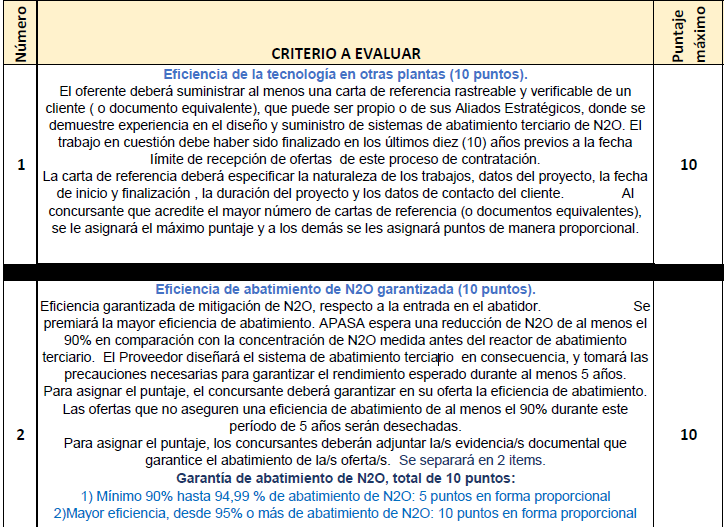 Número
CRITERIO A EVALUAR
Puntaje
máximo
1
Eficiencia de la tecnología en otras plantas (10 puntos).
El oferente deberá suministrar al menos una carta de referencia rastreable y verificable de un
cliente ( o documento equivalente), que puede ser propio o de sus Aliados Estratégicos, donde se
demuestre experiencia en el diseño y suministro de sistemas de abatimiento terciario de N2O. El
trabajo en cuestión debe haber sido finalizado en los últimos diez (10) años previos a la fecha
límite de recepción de ofertas de este proceso de contratación.
La carta de referencia deberá especificar la naturaleza de los trabajos, datos del proyecto, la fecha
de inicio y finalización , la duración del proyecto y los datos de contacto del cliente. Al
concursante que acredite el mayor número de cartas de referencia (o documentos equivalentes),
se le asignará el máximo puntaje y a los demás se les asignará puntos de manera proporcional.
10
2
Eficiencia de abatimiento de N2O garantizada (10 puntos).
Eficiencia garantizada de mitigación de N2O, respecto a la entrada en el abatidor. Se
premiará la mayor eficiencia de abatimiento. APASA espera una reducción de N2O de al menos el
90% en comparación con la concentración de N2O medida antes del reactor de abatimiento
terciario. El Proveedor diseñará el sistema de abatimiento terciario en consecuencia, y tomará las
precauciones necesarias para garantizar el rendimiento esperado durante al menos 5 años.
Para asignar el puntaje, el concursante deberá garantizar en su oferta la eficiencia de abatimiento.
Las ofertas que no aseguren una eficiencia de abatimiento de al menos el 90% durante este
período de 5 años serán desechadas.
Para asignar el puntaje, los concursantes deberán adjuntar la/s evidencia/s documental que
garantice el abatimiento de la/s oferta/s. Se separará en 2 items.
Garantía de abatimiento de N2O, total de 10 puntos:
1) Mínimo 90% hasta 94,99 % de abatimiento de N2O: 5 puntos en forma proporcional
2)Mayor eficiencia, desde 95% o más de abatimiento de N2O: 10 puntos en forma proporcional
10